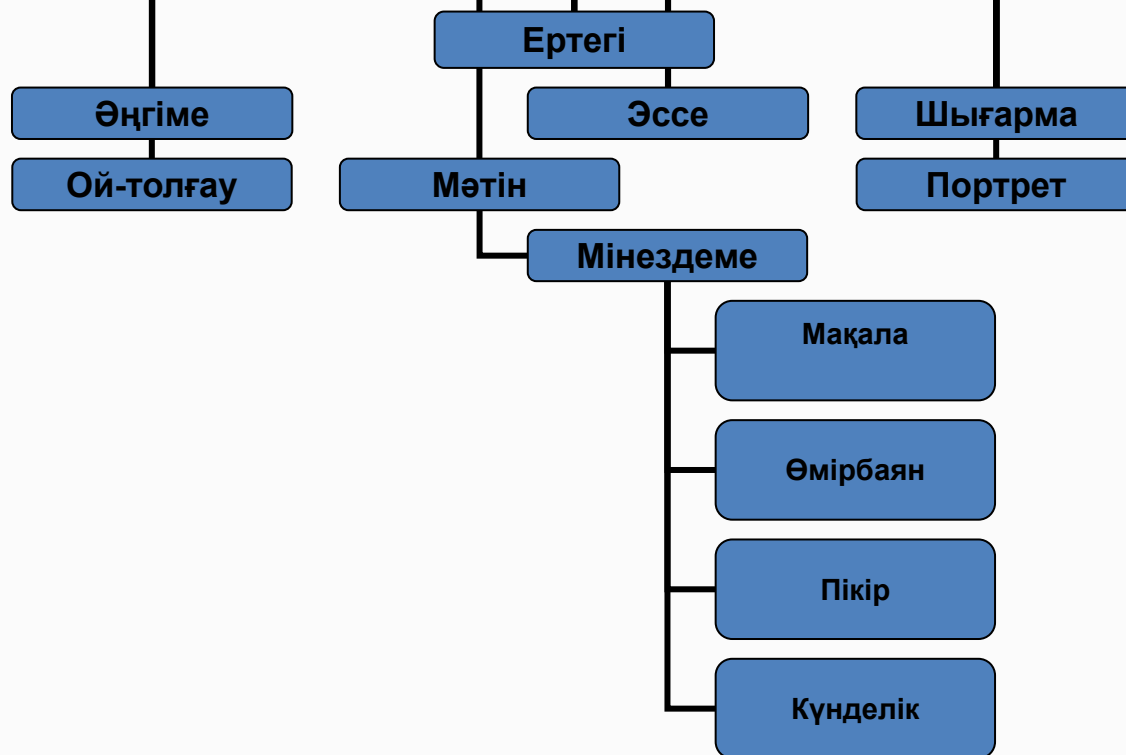 Ертегі
Әңгіме
Эссе
Шығарма
Ой-толғау
Мәтін
Портрет
Мінездеме
Мақала
Өмірбаян
Пікір
Күнделік